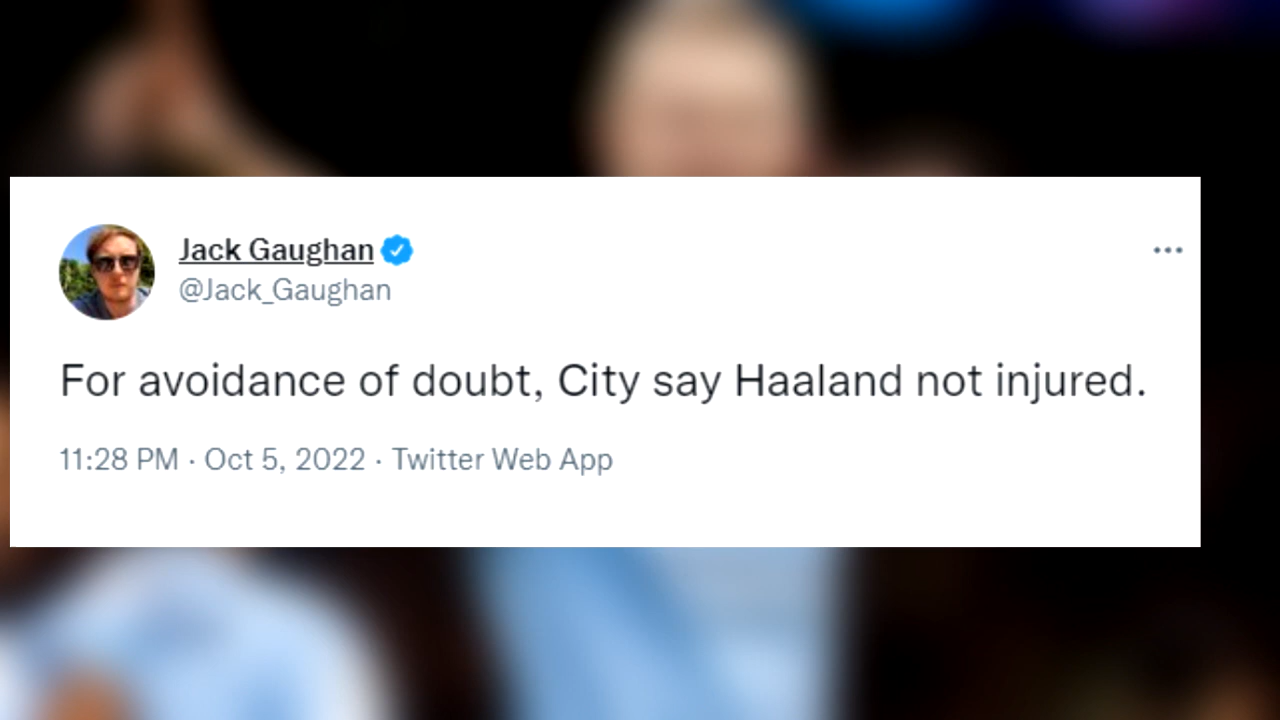 Jack Gaughan
@Jack_Gaughan
For avoidance of doubt, City say Haaland not injured.
11:28 PM · Oct 5, 2022 · Twitter Web App